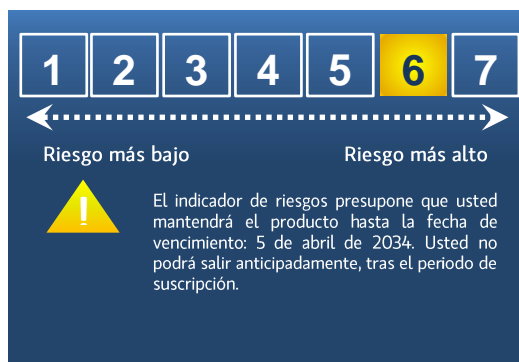 1 2 3 4 5 6 7
Riesgo más bajo Riesgo más alto
!
El indicador de riesgos presupone que usted
mantendrá el producto hasta la fecha de
vencimiento: 5 de abril de 2034. Usted no
podrá salir anticipadamente, tras el periodo de
suscripción.